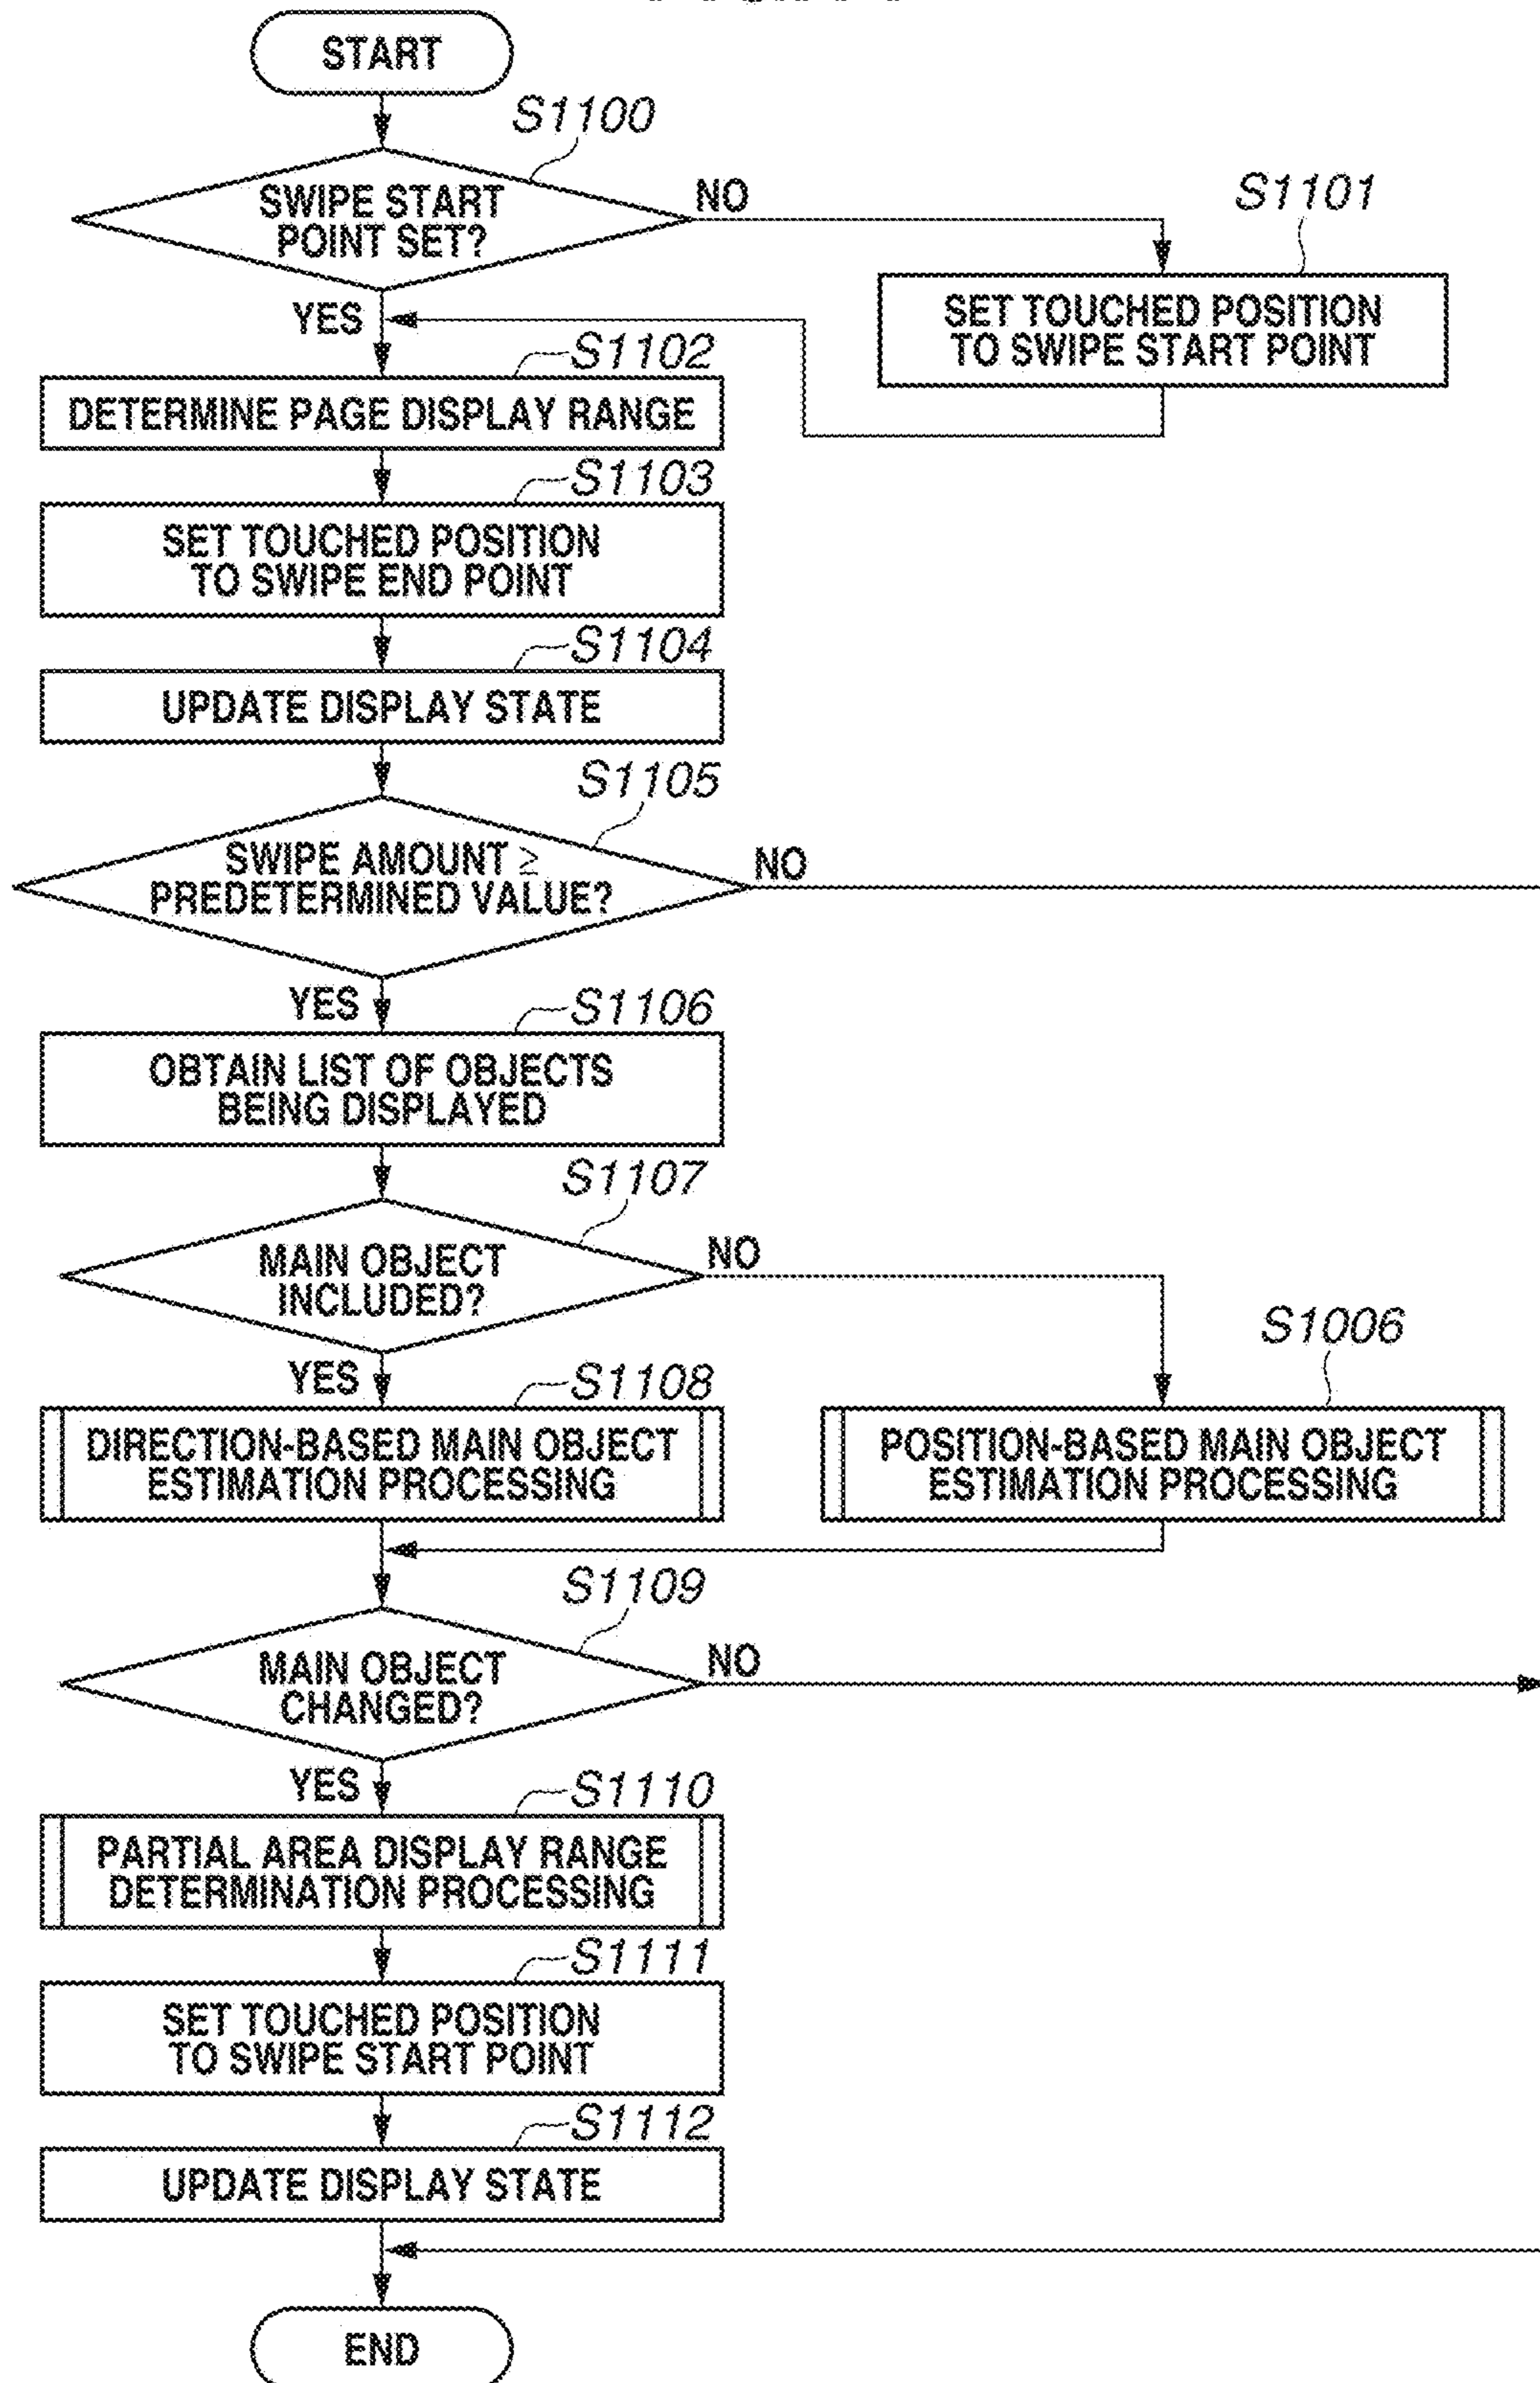 START
S1100
SWIPE START
POINT SET?
NO
S1101
SET TOUCHED POSITION
TO SWIPE START POINT
YES
S1102
DETERMINE PAGE DISPLAY RANGE
S1103
SET TOUCHED POSITION
TO SWIPE END POINT
S1104
UPDATE DISPLAY STATE
S1105
SWIPE AMOUNT ≥
PREDETERMINED VALUE?
NO
YES
S1106
OBTAIN LIST OF OBJECTS
BEING DISPLAYED
S1107
MAIN OBJECT
INCLUDED?
NO
S1006
YES
S1108
DIRECTION-BASED MAIN OBJECT
ESTIMATION PROCESSING
POSITION-BASED MAIN OBJECT
ESTIMATION PROCESSING
S1109
MAIN OBJECT
CHANGED?
NO
YES
S1110
PARTIAL AREA DISPLAY RANGE
DETERMINATION PROCESSING
S1111
SET TOUCHED POSITION
TO SWIPE START POINT
S1112
UPDATE DISPLAY STATE
END